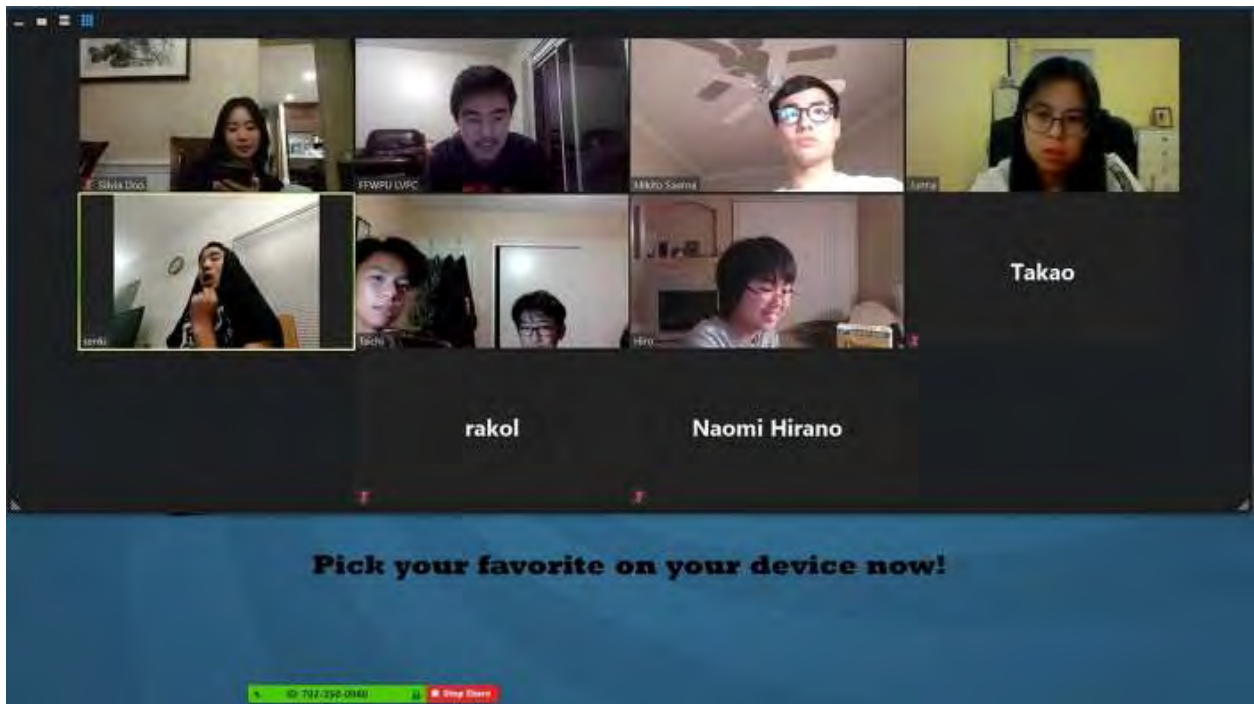 Silvia Doo
FFWPU LVFC
Mikito Saema
senki
Taichi
Hiro
Takao
rakol
Naomi Hirano
Pick your favorite on your device now!
Stop Share